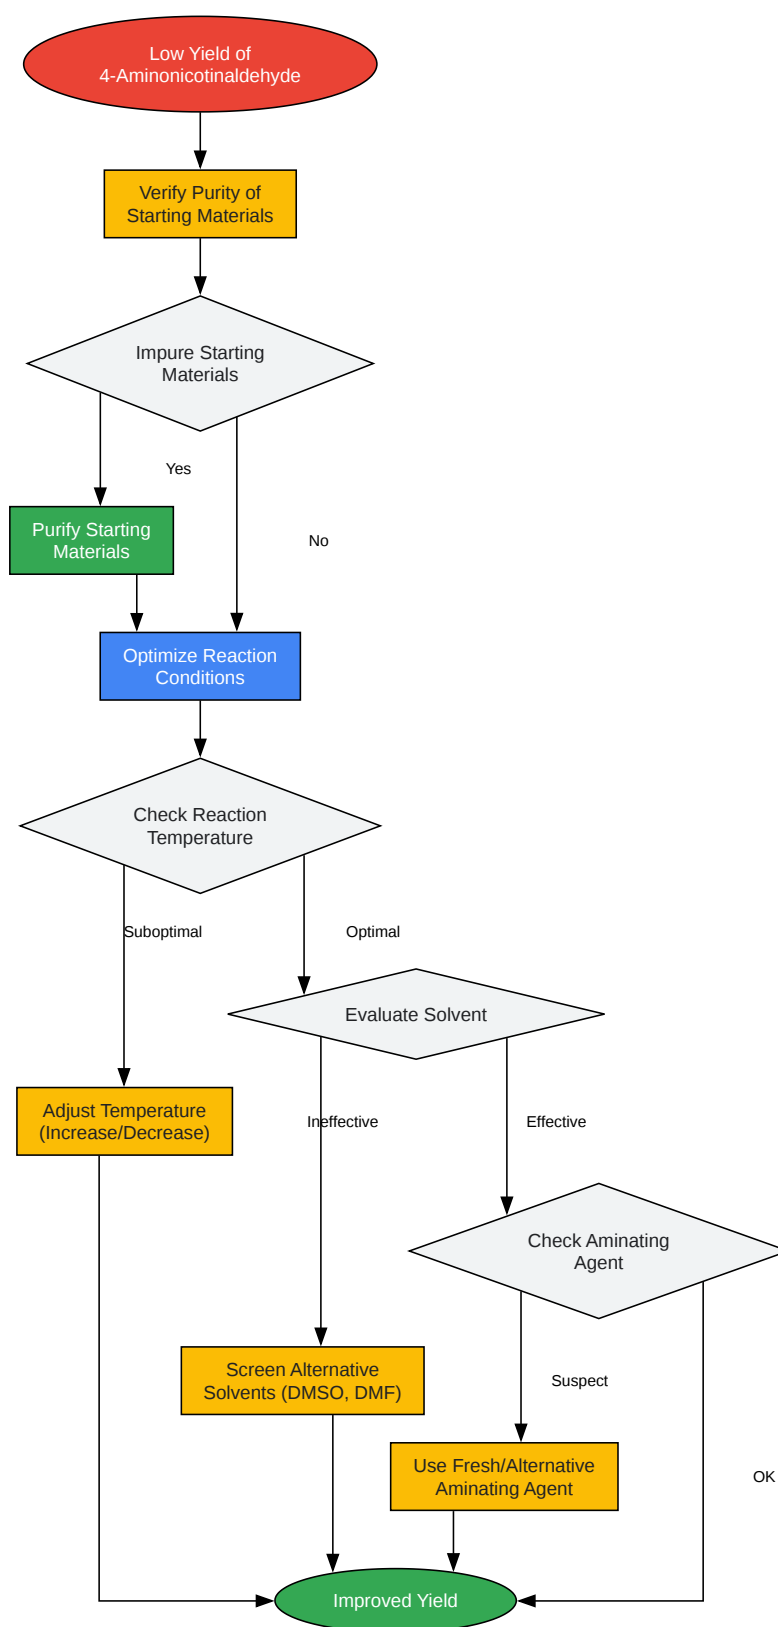 Low Yield of
4-Aminonicotinaldehyde
Verify Purity of
Starting Materials
Impure Starting
Materials
Yes
Purify Starting
Materials
No
Optimize Reaction
Conditions
Check Reaction
Temperature
Suboptimal
Optimal
Evaluate Solvent
Adjust Temperature
(Increase/Decrease)
Ineffective
Effective
Check Aminating
Agent
Screen Alternative
Solvents (DMSO, DMF)
Suspect
Use Fresh/Alternative
Aminating Agent
OK
Improved Yield